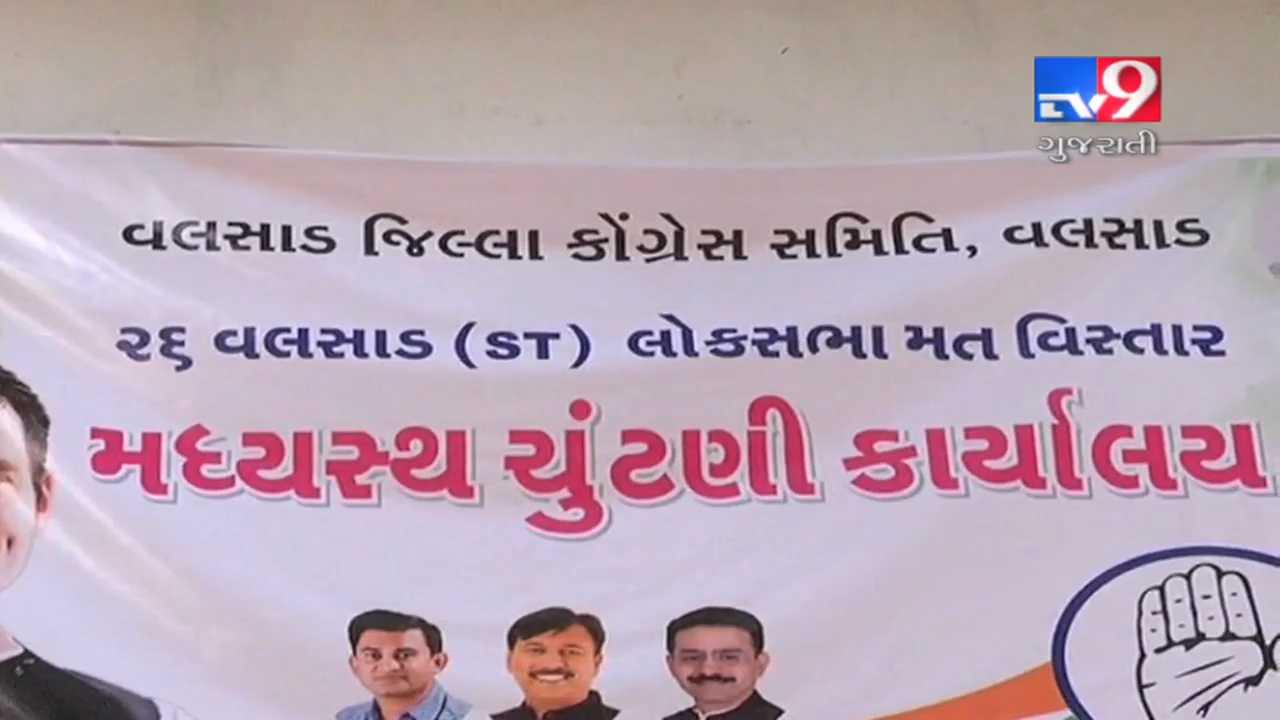 TV9
ગુજરાતી
વલસાડ જિલ્લા કોંગ્રેસ સમિતિ, વલસાડ
૨૬ વલસાડ (ST) લોકસભા મત વિસ્તાર
મધ્યસ્થ ચુંટણી કાર્યાલય